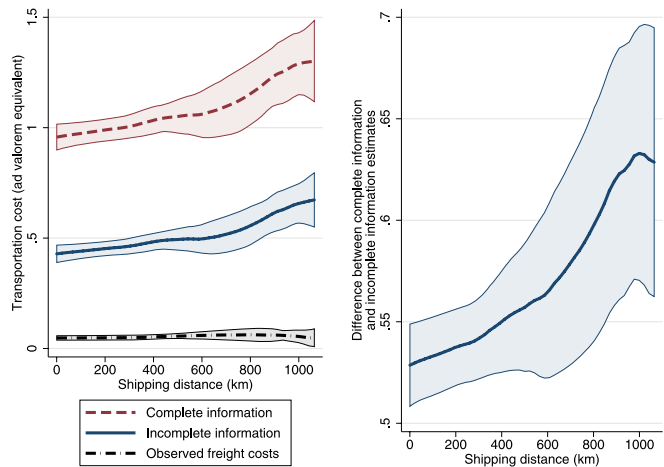 Transportation cost (ad valorem equivalent)
1.5
1
.5
0
0 200 400 600 800 1000
Shipping distance (km)
Complete information
Incomplete information
Observed freight costs
Difference between complete information
and incomplete information estimates
.7
.65
.6
.55
.5
0 200 400 600 800 1000
Shipping distance (km)